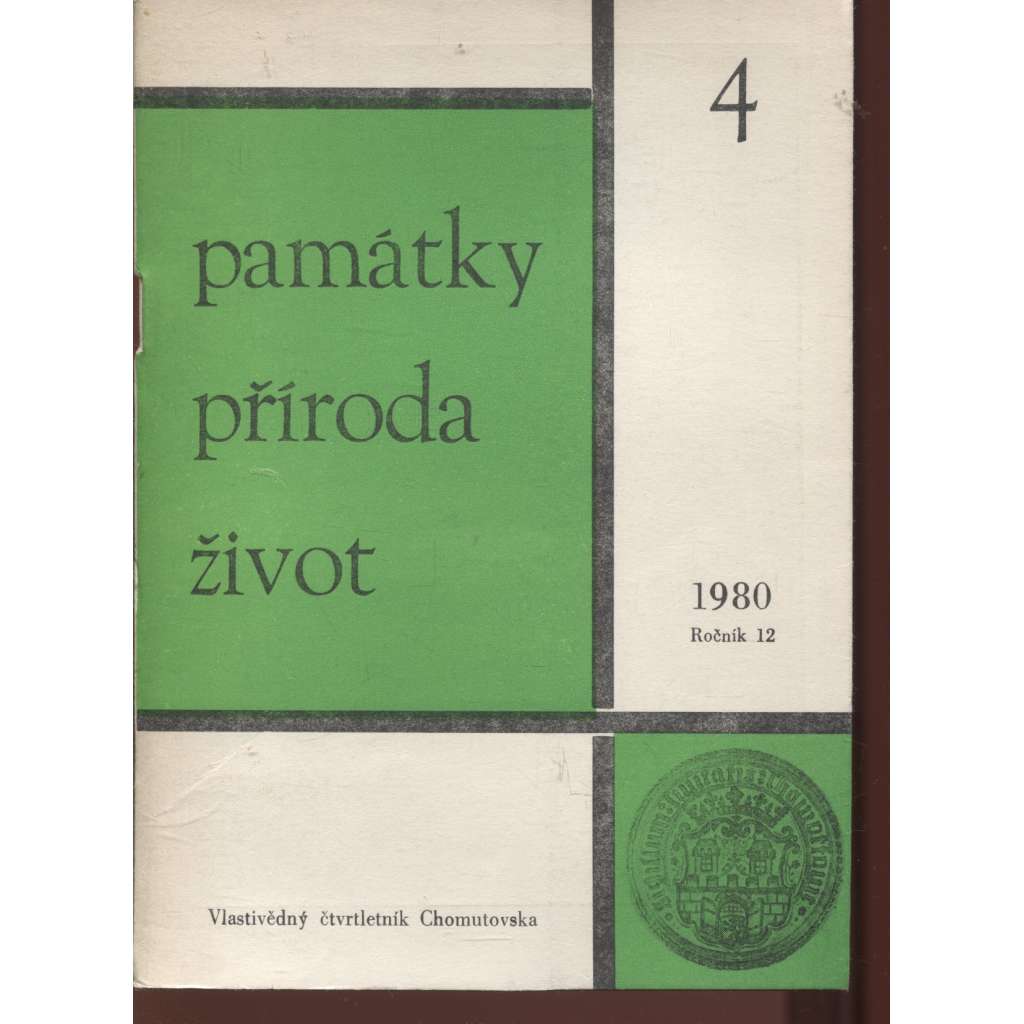 4
památky
příroda
život
1980
Ročník 12
Vlastivědný čtvrtletník Chomutovska